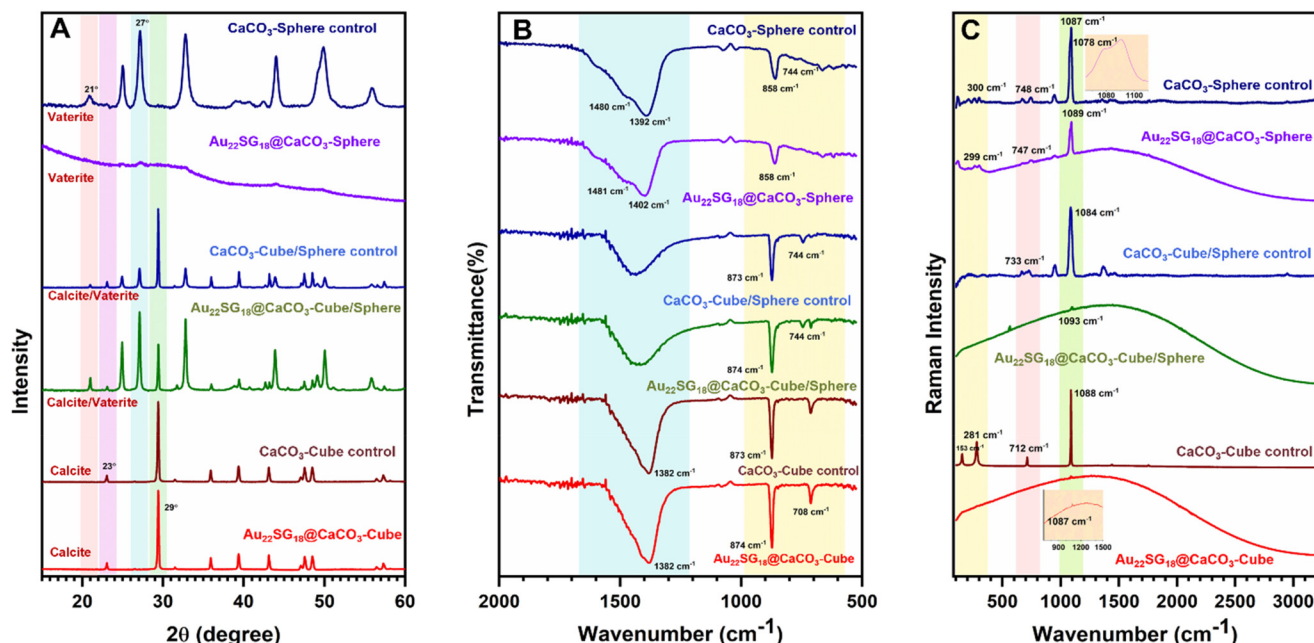 A
27°
CaCO₃-Sphere control
21°
Vaterite
Au₂₂SG₁₈@CaCO₃-Sphere
Vaterite
CaCO₃-Cube/Sphere control
Calcite/Vaterite
Au₂₂SG₁₈@CaCO₃-Cube/Sphere
Calcite/Vaterite
CaCO₃-Cube control
Calcite
23°
29°
Au₂₂SG₁₈@CaCO₃-Cube
Calcite
Intensity
20
30
40
50
60
2θ (degree)
B
CaCO₃-Sphere control
744 cm⁻¹
858 cm⁻¹
1480 cm⁻¹
1392 cm⁻¹
858 cm⁻¹
1481 cm⁻¹
1402 cm⁻¹
Au₂₂SG₁₈@CaCO₃-Sphere
744 cm⁻¹
873 cm⁻¹
CaCO₃-Cube/Sphere control
744 cm⁻¹
874 cm⁻¹
Au₂₂SG₁₈@CaCO₃-Cube/Sphere
873 cm⁻¹
1382 cm⁻¹
CaCO₃-Cube control
708 cm⁻¹
874 cm⁻¹
1382 cm⁻¹
Au₂₂SG₁₈@CaCO₃-Cube
Transmittance(%)
2000
1500
1000
500
Wavenumber (cm⁻¹)
C
1087 cm⁻¹
1078 cm⁻¹
1080 1100
300 cm⁻¹
748 cm⁻¹
CaCO₃-Sphere control
1089 cm⁻¹
Au₂₂SG₁₈@CaCO₃-Sphere
747 cm⁻¹
299 cm⁻¹
1084 cm⁻¹
733 cm⁻¹
CaCO₃-Cube/Sphere control
1093 cm⁻¹
Au₂₂SG₁₈@CaCO₃-Cube/Sphere
1088 cm⁻¹
281 cm⁻¹
153 cm⁻¹
712 cm⁻¹
CaCO₃-Cube control
1087 cm⁻¹
900 1200 1500
Au₂₂SG₁₈@CaCO₃-Cube
Raman Intensity
500
1000
1500
2000
2500
3000
Wavenumber (cm⁻¹)